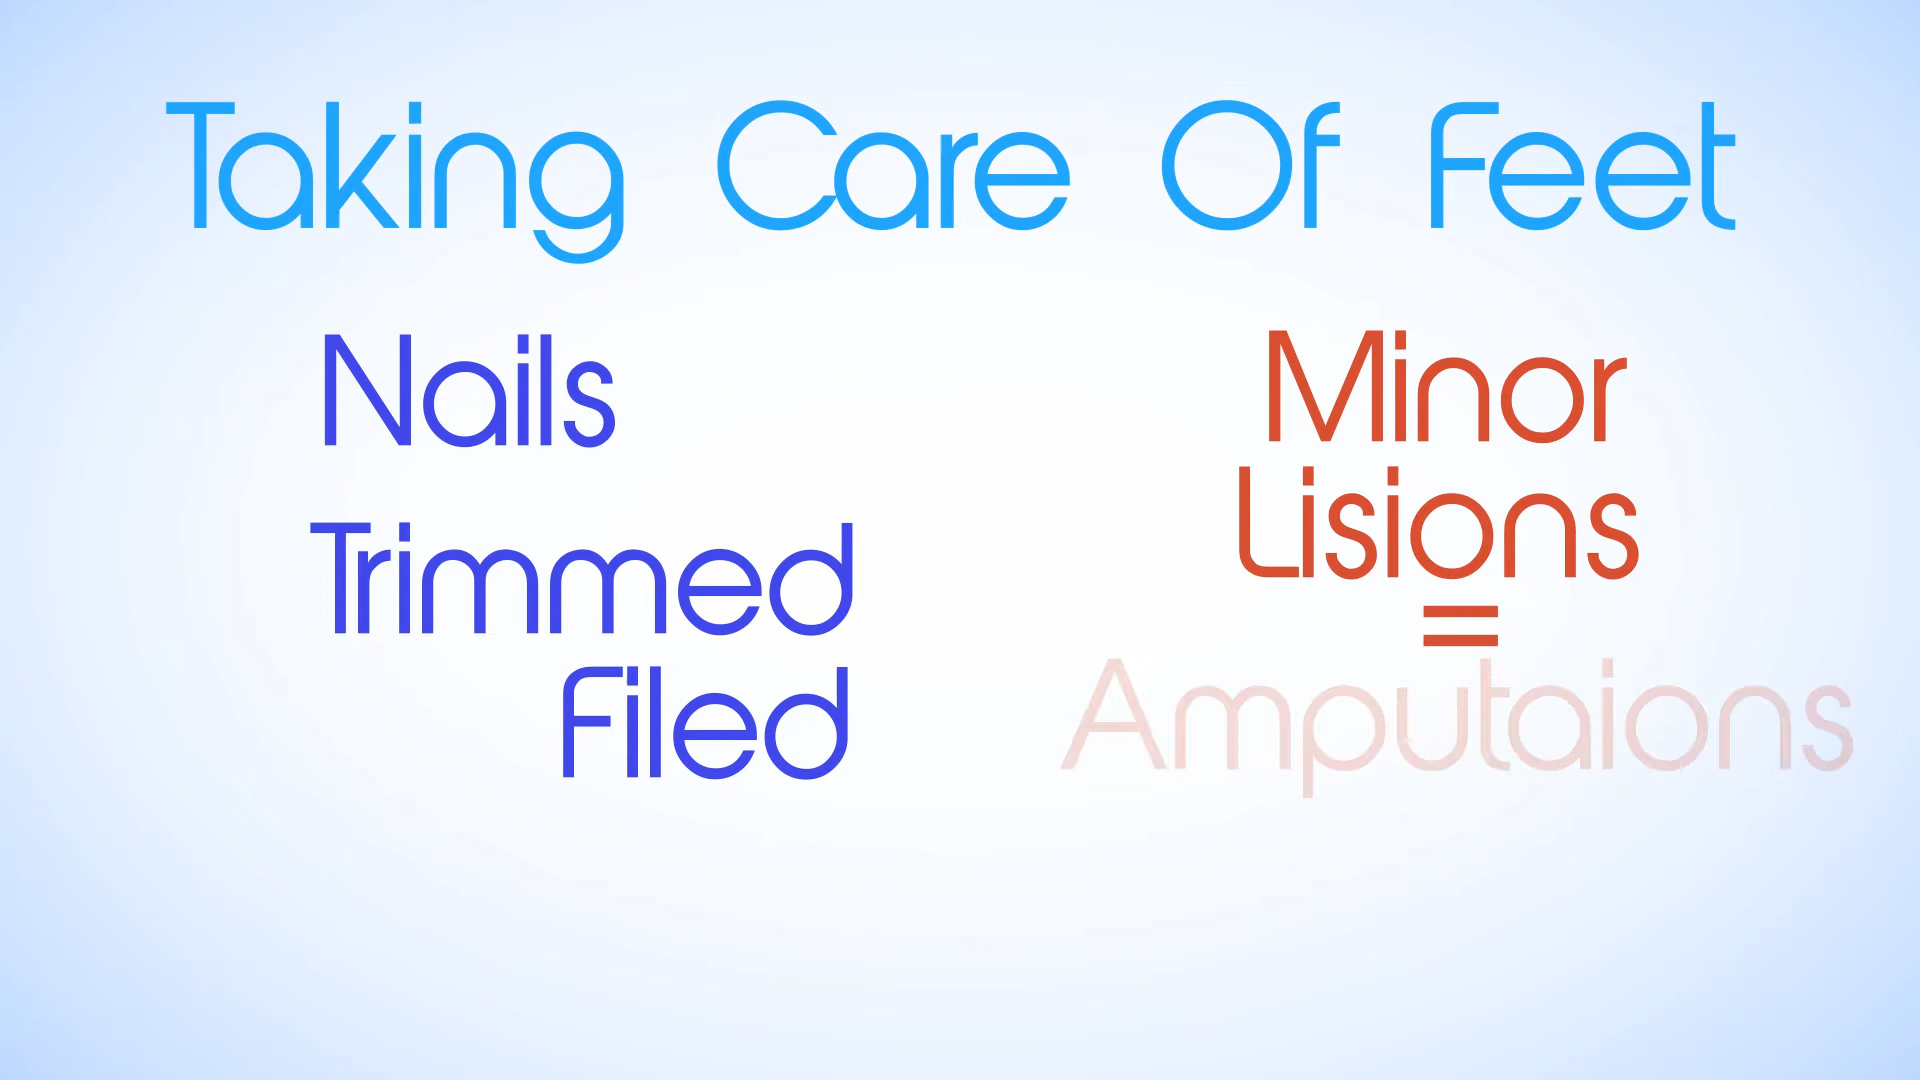 Taking Care Of Feet
Nails
Trimmed
Filed
Minor
Lisions
=
Amputaions